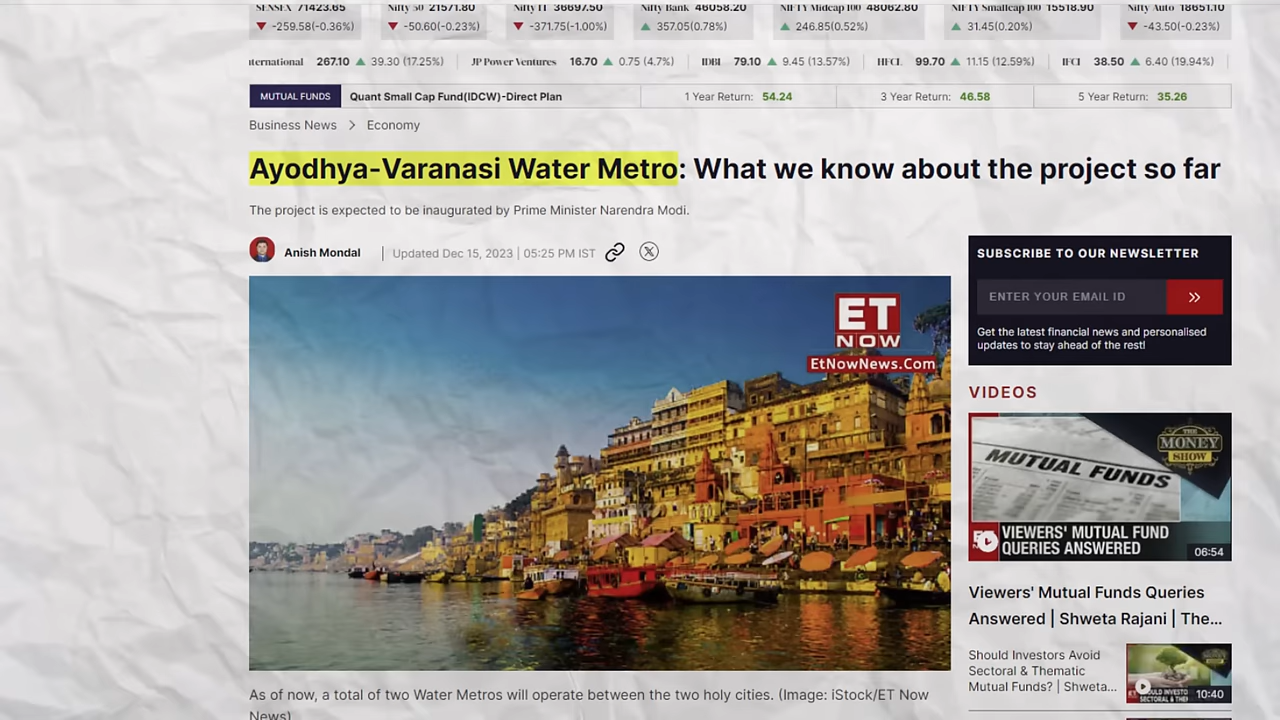 SENSEX 71423.65 Nifty 50 21571.80 Nifty IT 36697.50 Nifty Bank 46058.20 NIFTY Midcap 100 48062.80 NIFTY Smallcap 100 15518.90 Nifty Auto 18651.10
-259.58(-0.36%) -50.60(-0.23%) -371.75(-1.00%) 357.05(0.78%) 246.85(0.52%) 31.45(0.20%) -43.50(-0.23%)
ternational 267.10 39.30 (17.25%) JP Power Ventures 16.70 0.75 (4.7%) IDBI 79.10 9.45 (13.57%) HFCL 99.70 11.15 (12.59%) IFCI 38.50 6.40 (19.94%)
MUTUAL FUNDS Quant Small Cap Fund(IDCW)-Direct Plan 1 Year Return: 54.24 3 Year Return: 46.58 5 Year Return: 35.26
Business News > Economy
Ayodhya-Varanasi Water Metro: What we know about the project so far
The project is expected to be inaugurated by Prime Minister Narendra Modi.
Anish Mondal | Updated Dec 15, 2023 | 05:25 PM IST
ET
NOW
EtNowNews.Com
As of now, a total of two Water Metros will operate between the two holy cities. (Image: iStock/ET Now
News)
SUBSCRIBE TO OUR NEWSLETTER
ENTER YOUR EMAIL ID
Get the latest financial news and personalised
updates to stay ahead of the rest!
VIDEOS
THE
MONEY
SHOW
MUTUAL FUNDS
VIEWERS' MUTUAL FUND
QUERIES ANSWERED
06:54
Viewers' Mutual Funds Queries
Answered | Shweta Rajani | The...
Should Investors Avoid
Sectoral & Thematic
Mutual Funds? | Shweta...
10:40